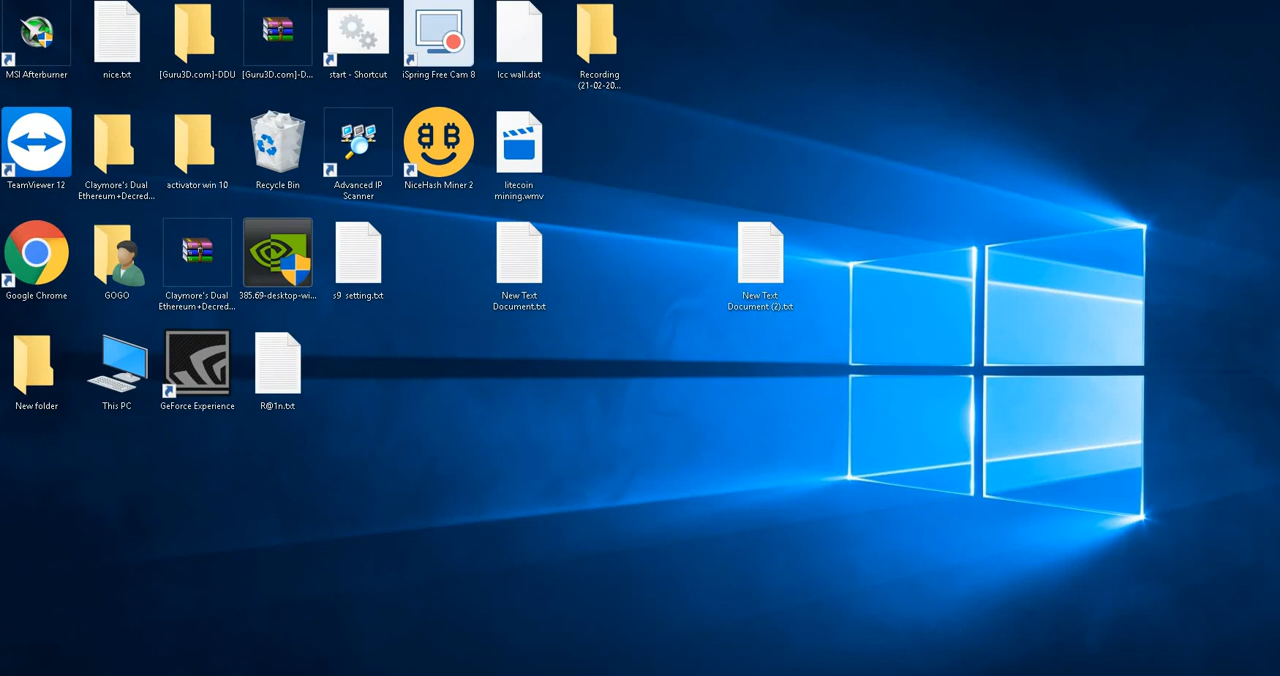 MSI Afterburner
nice.txt
[Guru3D.com]-DDU
[Guru3D.com]-D...
start - Shortcut
iSpring Free Cam 8
lcc wall.dat
Recording
(21-02-20...
TeamViewer 12
Claymore's Dual
Ethereum+Decred...
activator win 10
Recycle Bin
Advanced IP
Scanner
NiceHash Miner 2
litecoin
mining.wmv
Google Chrome
GOGO
Claymore's Dual
Ethereum+Decred...
385.69-desktop-wi...
s9 setting.txt
New Text
Document.txt
New Text
Document (2).txt
New folder
This PC
GeForce Experience
R@1n.txt